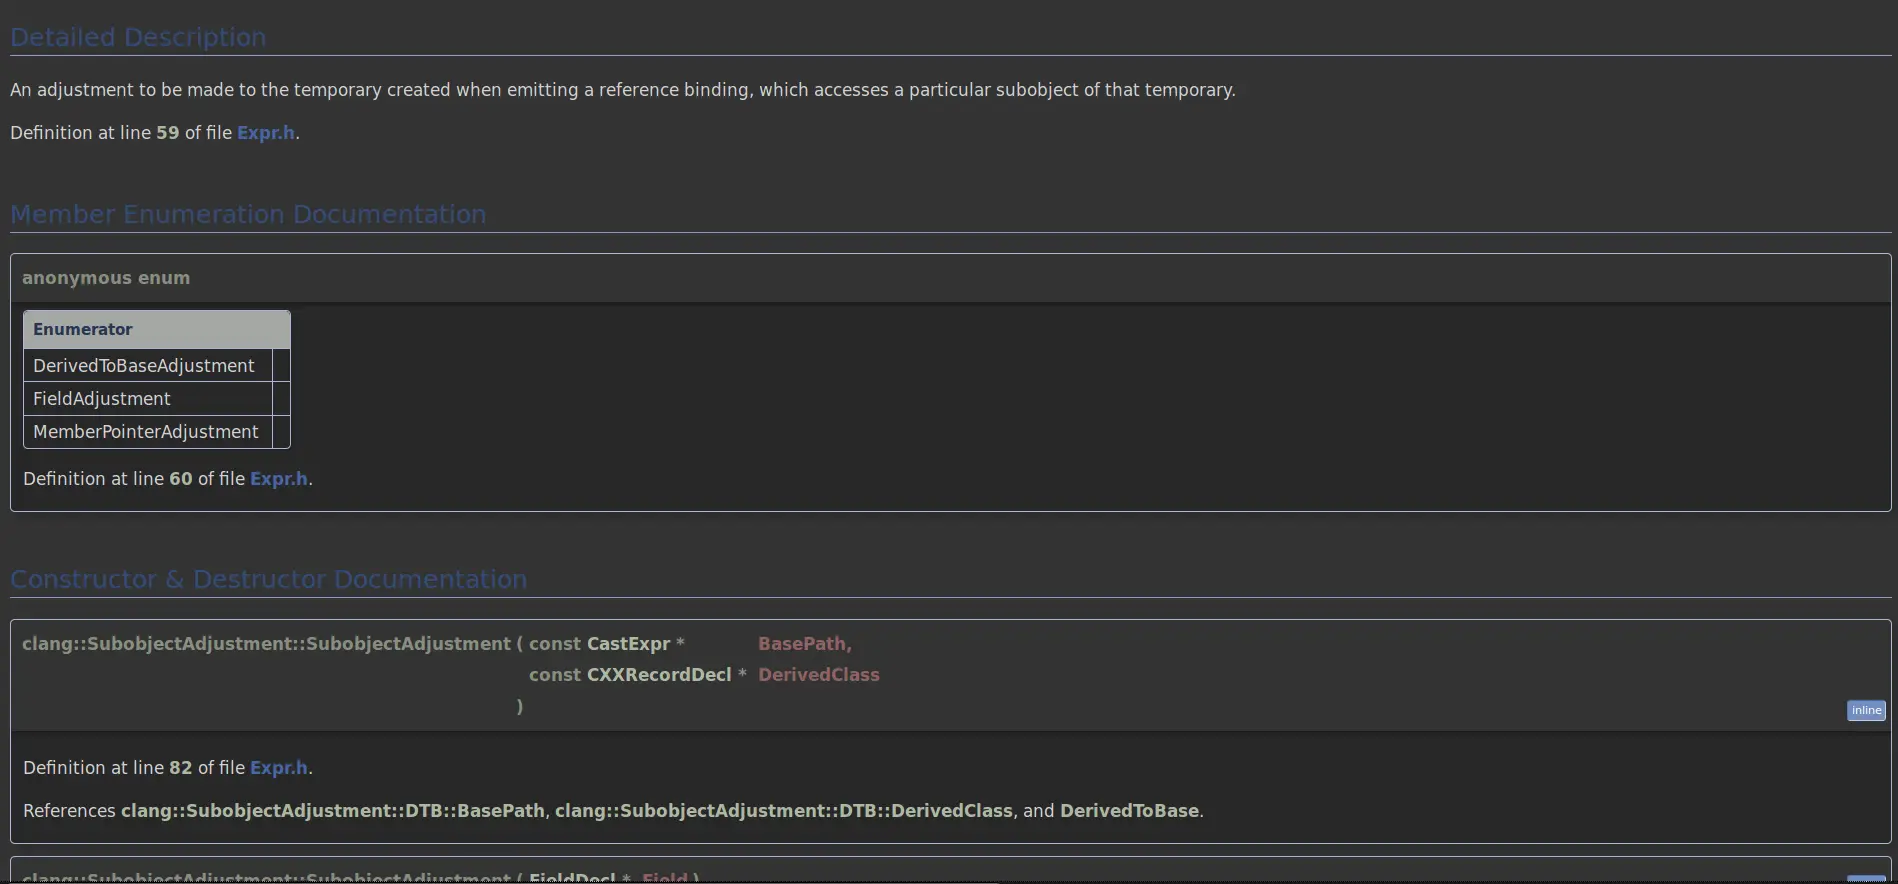 Detailed Description
An adjustment to be made to the temporary created when emitting a reference binding, which accesses a particular subobject of that temporary.
Definition at line 59 of file Expr.h.
Member Enumeration Documentation
anonymous enum
Enumerator
DerivedToBaseAdjustment
FieldAdjustment
MemberPointerAdjustment
Definition at line 60 of file Expr.h.
Constructor & Destructor Documentation
clang::SubobjectAdjustment::SubobjectAdjustment ( const CastExpr * BasePath,
const CXXRecordDecl * DerivedClass
)
inline
Definition at line 82 of file Expr.h.
References clang::SubobjectAdjustment::DTB::BasePath, clang::SubobjectAdjustment::DTB::DerivedClass, and DerivedToBase.
clang::SubobjectAdjustment::SubobjectAdjustment ( FieldDecl * Field )